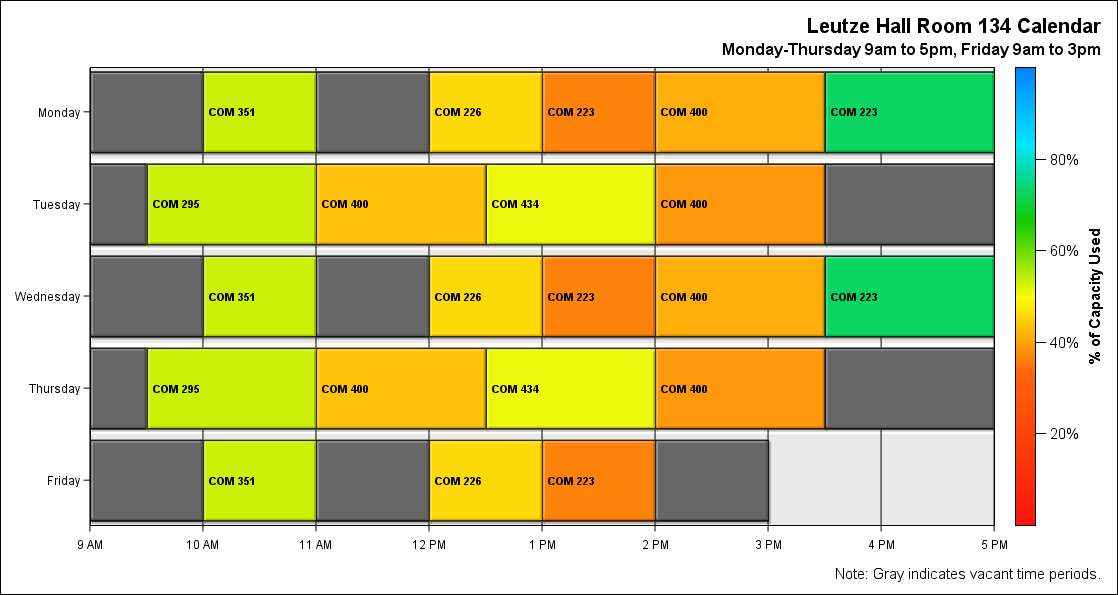 Leutze Hall Room 134 Calendar
Monday-Thursday 9am to 5pm, Friday 9am to 3pm
Monday COM 351 COM 226 COM 223 COM 400 COM 223
80%
Tuesday COM 295 COM 400 COM 434 COM 400
60%
Wednesday COM 351 COM 226 COM 223 COM 400 COM 223
% of Capacity Used
40%
Thursday COM 295 COM 400 COM 434 COM 400
20%
Friday COM 351 COM 226 COM 223
9 AM 10 AM 11 AM 12 PM 1 PM 2 PM 3 PM 4 PM 5 PM
Note: Gray indicates vacant time periods.